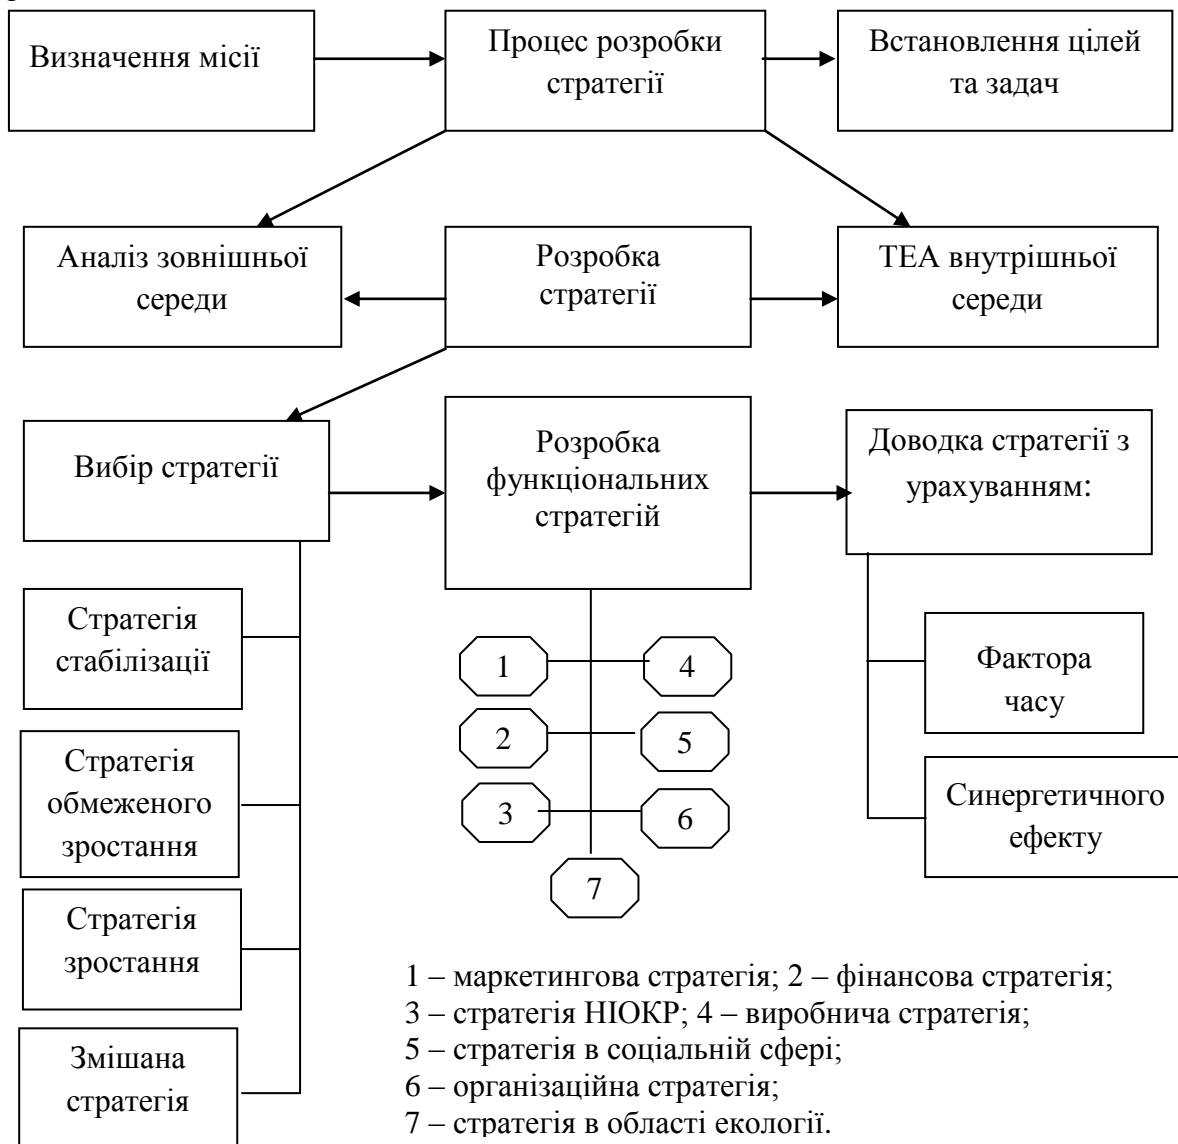 Визначення місії
Процес розробки
стратегії
Встановлення цілей
та задач
Аналіз зовнішньої
середи
Розробка
стратегії
ТЕА внутрішньої
середи
Вибір стратегії
Розробка
функціональних
стратегій
Доводка стратегії з
урахуванням:
Стратегія
стабілізації
Стратегія
обмеженого
зростання
Стратегія
зростання
Змішана
стратегія
1
4
2
5
3
6
7
Фактора
часу
Синергетичного
ефекту
1 – маркетингова стратегія; 2 – фінансова стратегія;
3 – стратегія НІОКР; 4 – виробнича стратегія;
5 – стратегія в соціальній сфері;
6 – організаційна стратегія;
7 – стратегія в області екології.